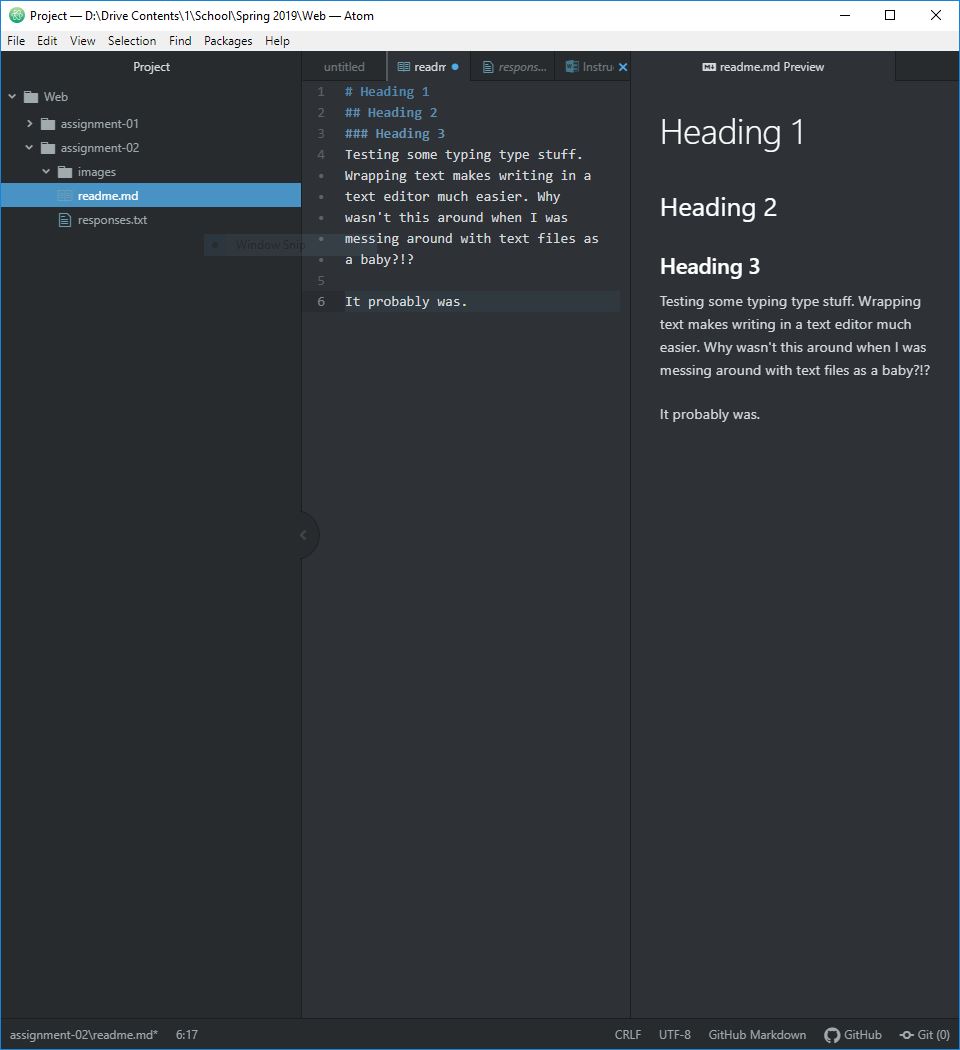 Project — D:\Drive Contents\1\School\Spring 2019\Web — Atom
File Edit View Selection Find Packages Help
Project
Web
assignment-01
assignment-02
images
readme.md
responses.txt
Window Snip
untitled readm respons... Instru
1 # Heading 1
2 ## Heading 2
3 ### Heading 3
4 Testing some typing type stuff.
• Wrapping text makes writing in a
• text editor much easier. Why
• wasn't this around when I was
• messing around with text files as
• a baby?!?
5
6 It probably was.
readme.md Preview
Heading 1
Heading 2
Heading 3
Testing some typing type stuff. Wrapping
text makes writing in a text editor much
easier. Why wasn't this around when I was
messing around with text files as a baby?!?
It probably was.
assignment-02\readme.md* 6:17 CRLF UTF-8 GitHub Markdown GitHub Git (0)